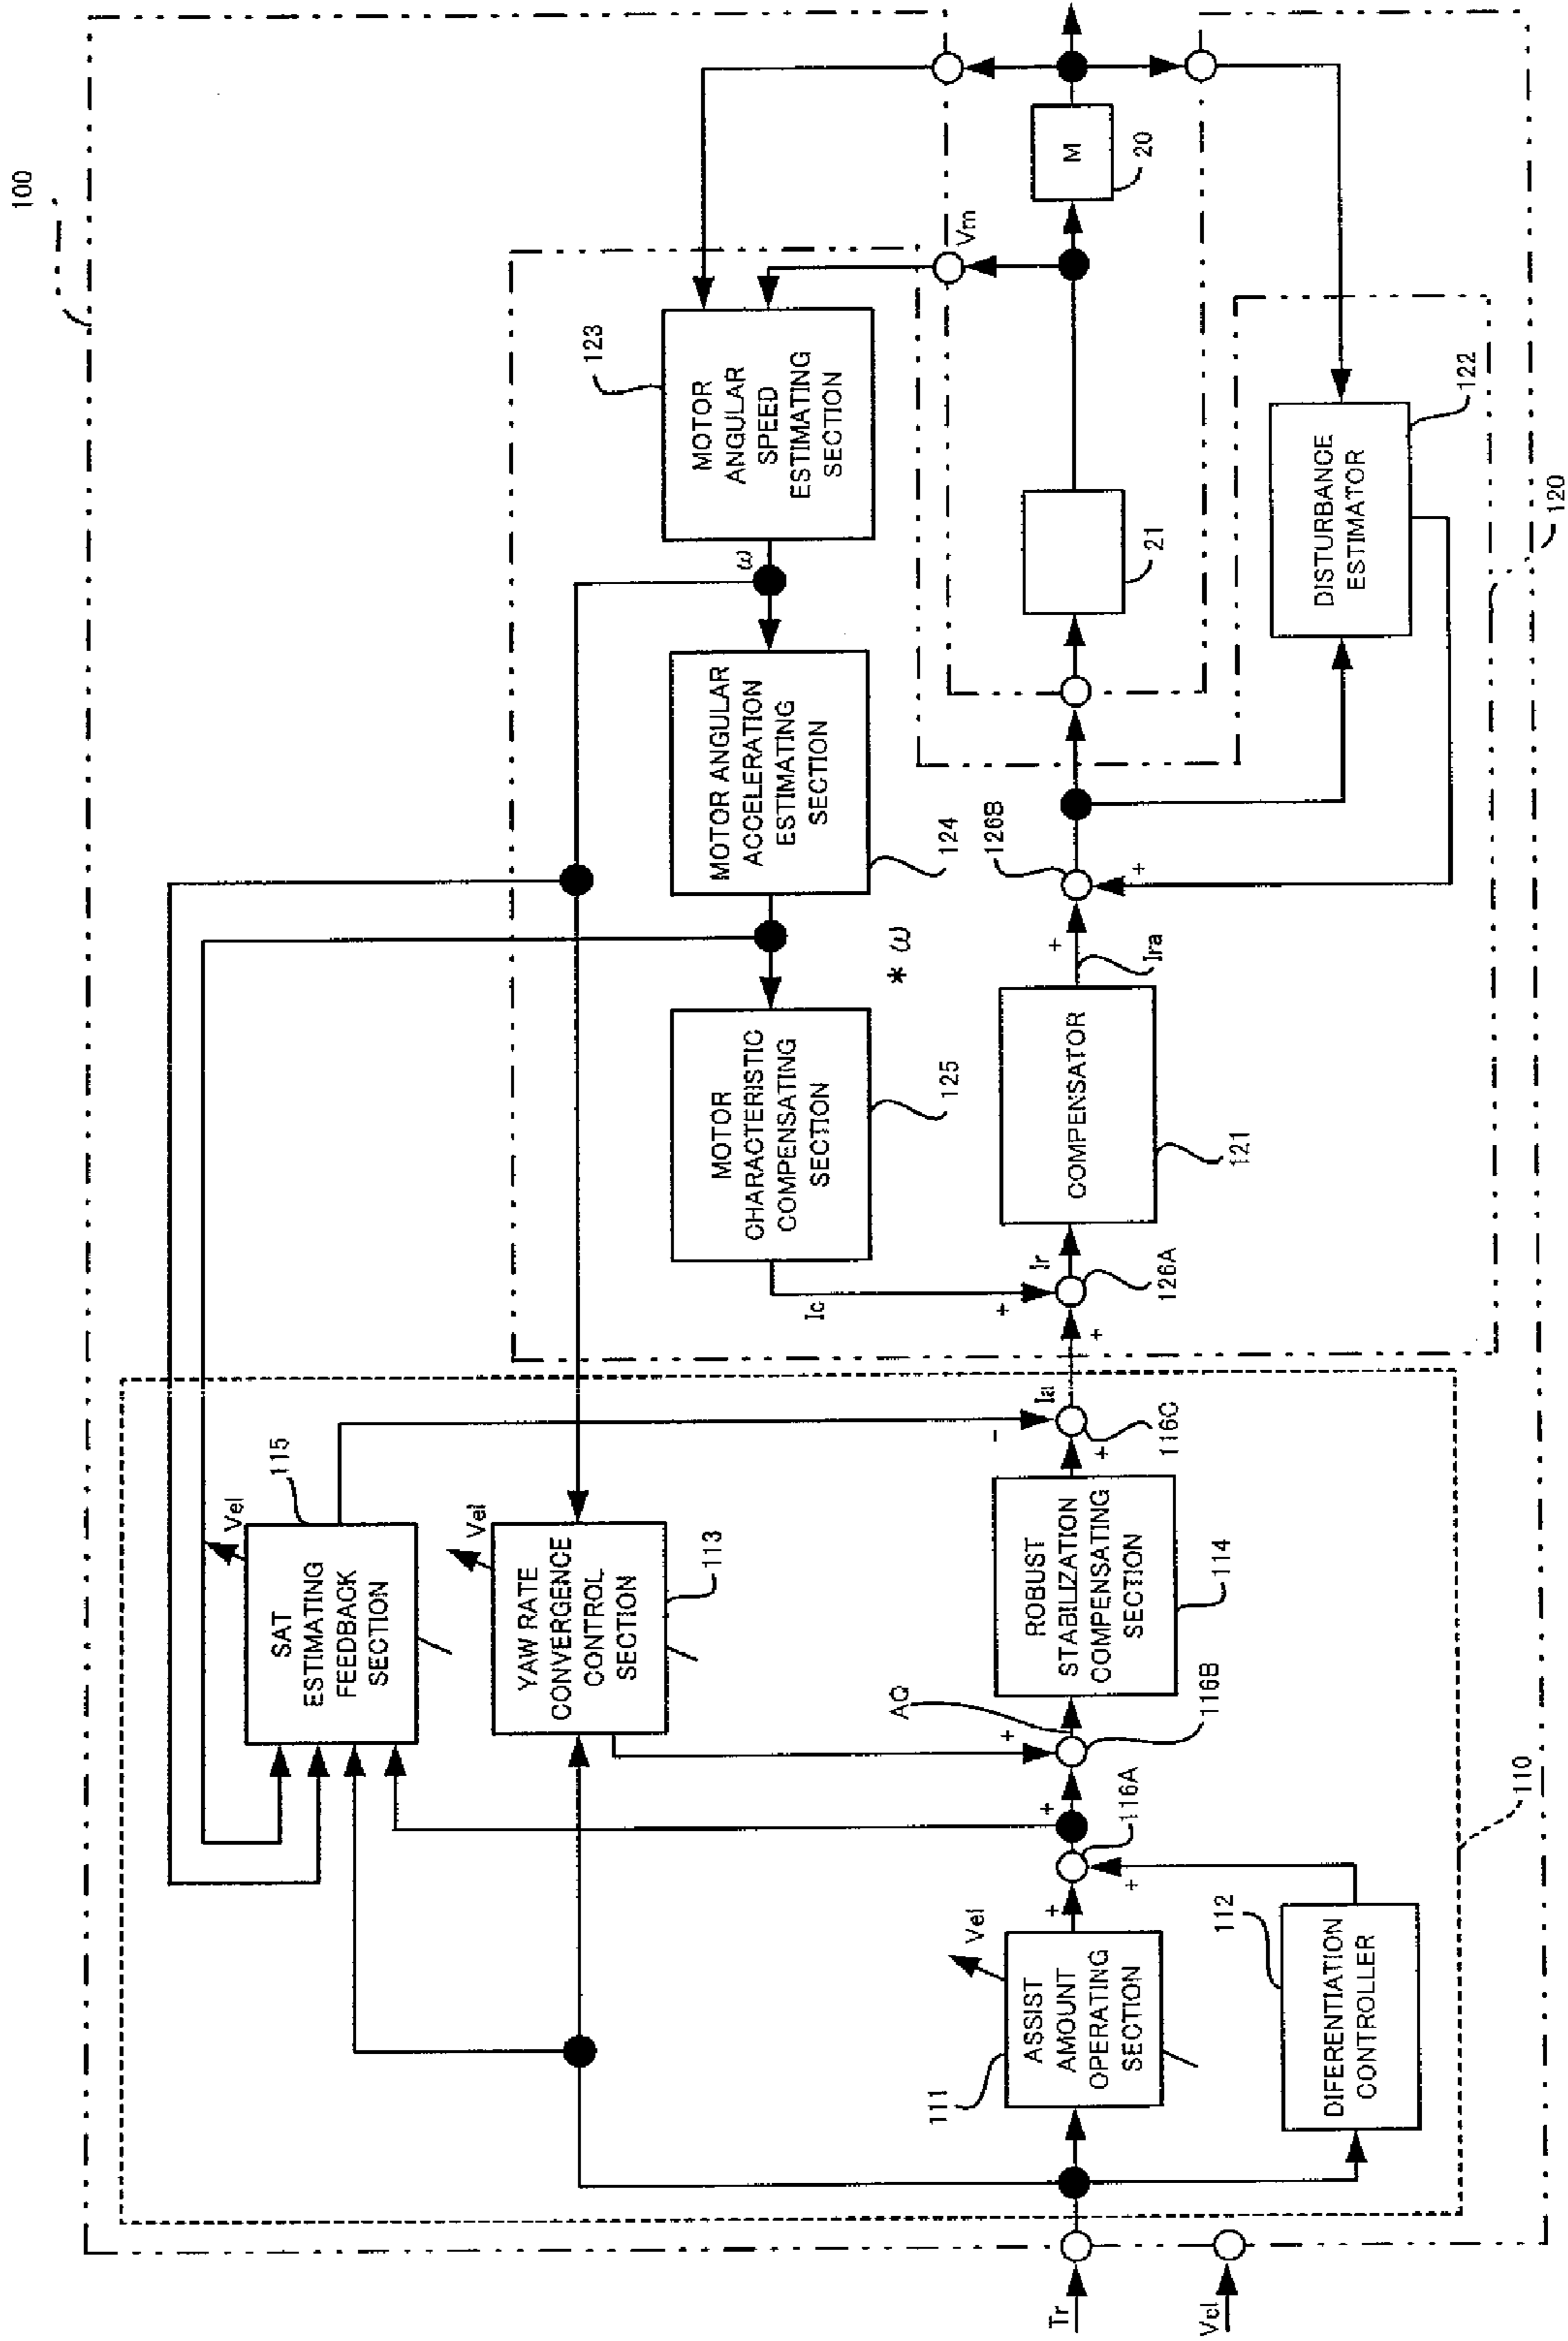 100
115
Vel
SAT
ESTIMATING
FEEDBACK
SECTION
Vel
YAW RATE
CONVERGENCE
CONTROL
SECTION
113
123
MOTOR
ANGULAR
SPEED
ESTIMATING
SECTION
ω
MOTOR ANGULAR
ACCELERATION
ESTIMATING
SECTION
124
* ω
MOTOR
CHARACTERISTIC
COMPENSATING
SECTION
125
Ic
Vm
M
20
21
Tr
Vel
111
Vel
ASSIST
AMOUNT
OPERATING
SECTION
+
+
116A
+
112
DIFERENTIATION
CONTROLLER
+
AQ
116B
ROBUST
STABILIZATION
COMPENSATING
SECTION
114
-
+
Ia
116C
+
+
Ir
126A
COMPENSATOR
121
+
Ira
126B
+
DISTURBANCE
ESTIMATOR
122
110
120